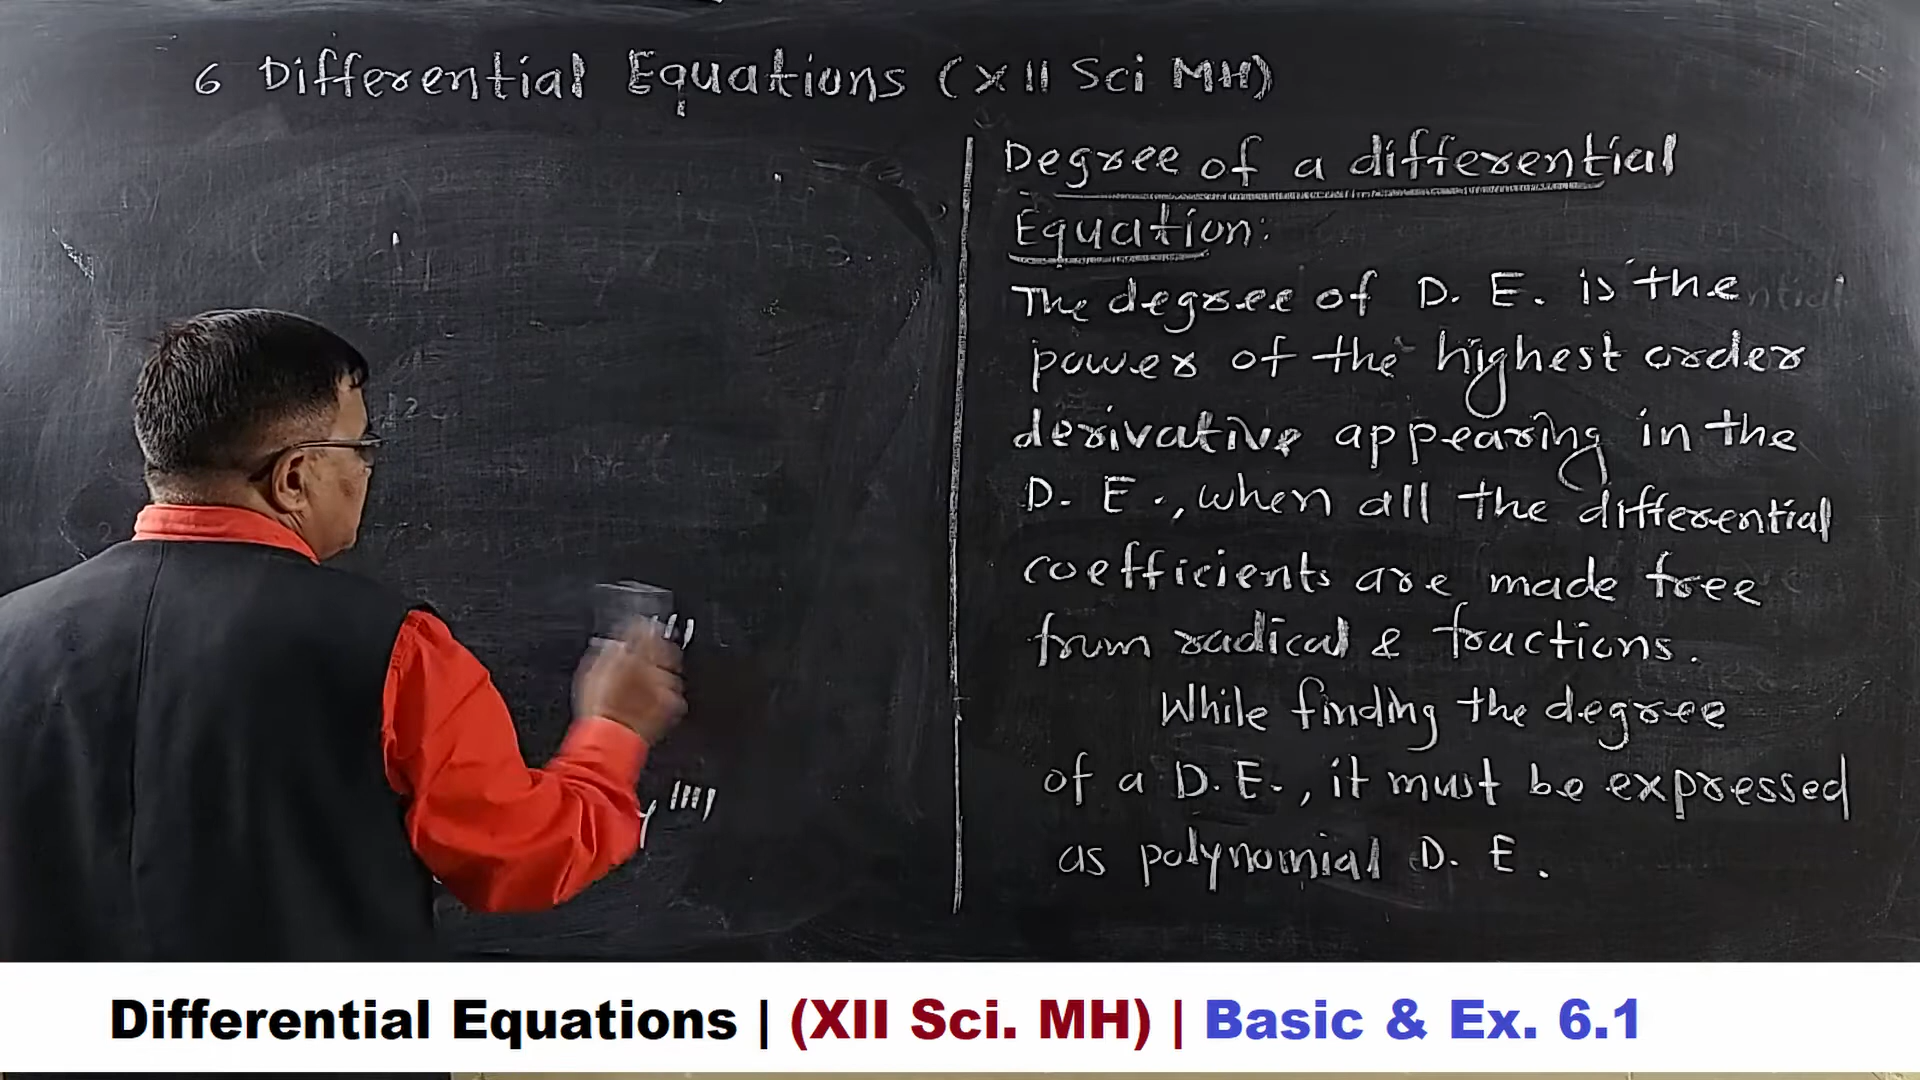 6 Differential Equations (XII Sci MH)
Degree of a differential
Equation:
The degree of D. E. is the
power of the highest order
derivative appearing in the
D. E., when all the differential
coefficients are made free
from radical & fractions.
While finding the degree
of a D.E., it must be expressed
as polynomial D. E.
y''''
Differential Equations | (XII Sci. MH) | Basic & Ex. 6.1